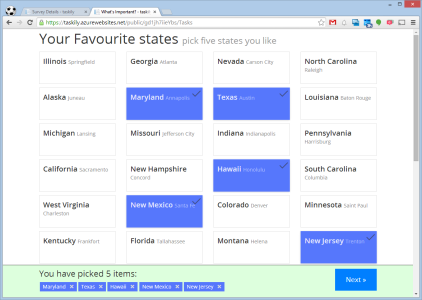 Survey Details - taskily
What's Important? - taskil
https://taskily.azurewebsites.net/public/gd1jN7IieYbs/Tasks
Your Favourite states pick five states you like
Illinois Springfield
Georgia Atlanta
Nevada Carson City
North Carolina
Raleigh
Alaska Juneau
Maryland Annapolis
Texas Austin
Louisiana Baton Rouge
Michigan Lansing
Missouri Jefferson City
Indiana Indianapolis
Pennsylvania
Harrisburg
California Sacramento
New Hampshire
Concord
Hawaii Honolulu
South Carolina
Columbia
West Virginia
Charleston
New Mexico Santa Fe
Colorado Denver
Minnesota Saint Paul
Kentucky Frankfort
Florida Tallahassee
Montana Helena
New Jersey Trenton
You have picked 5 items:
Maryland × Texas × Hawaii × New Mexico × New Jersey ×
Next »